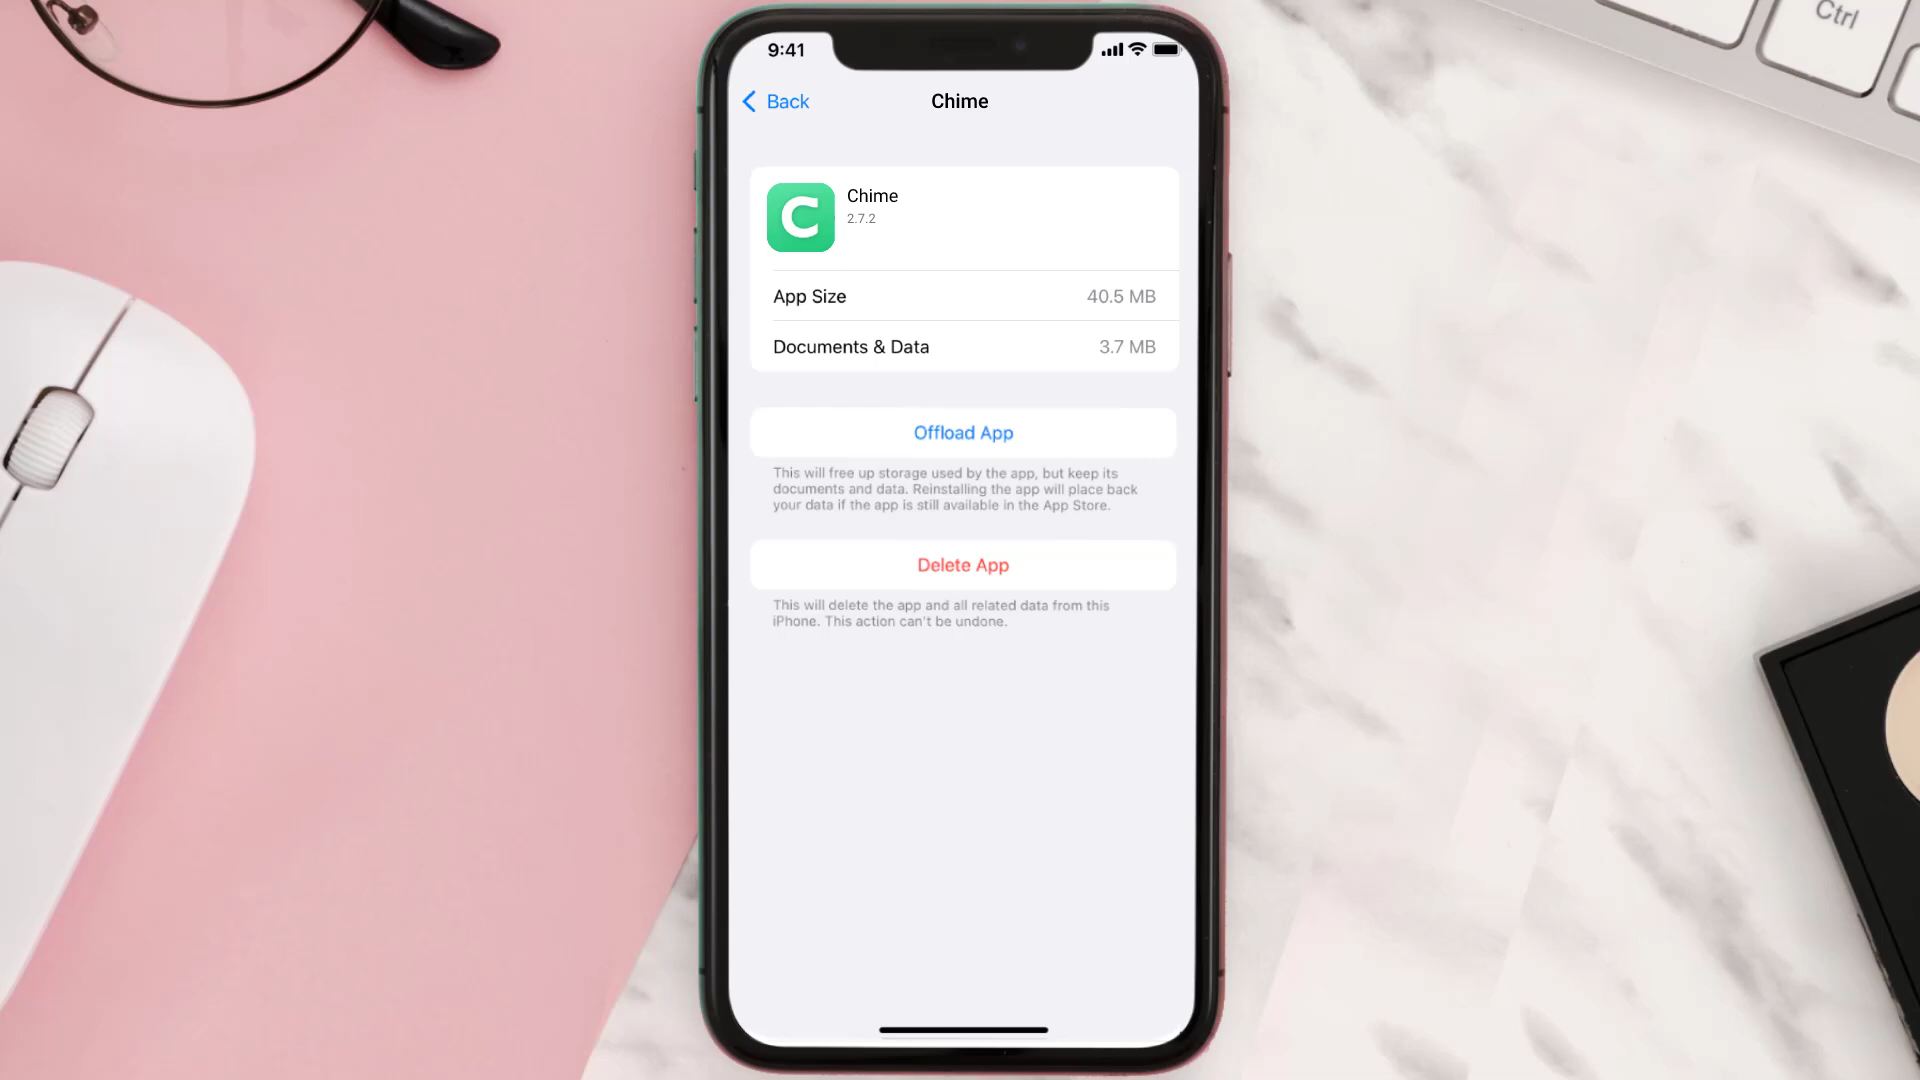 Ctrl
9:41
Back
Chime
C
Chime
2.7.2
App Size
40.5 MB
Documents & Data
3.7 MB
Offload App
This will free up storage used by the app, but keep its
documents and data. Reinstalling the app will place back
your data if the app is still available in the App Store.
Delete App
This will delete the app and all related data from this
iPhone. This action can't be undone.